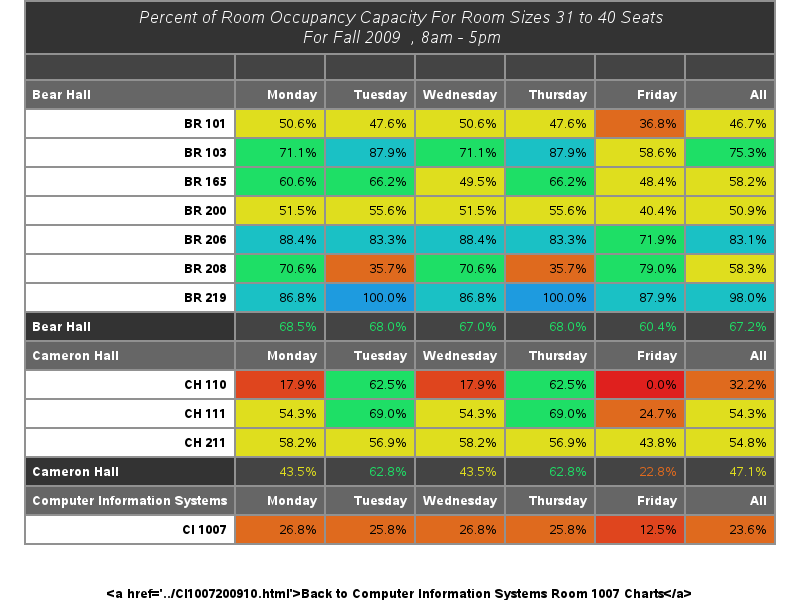 Percent of Room Occupancy Capacity For Room Sizes 31 to 40 Seats
For Fall 2009 , 8am - 5pm
Bear Hall Monday Tuesday Wednesday Thursday Friday All
BR 101 50.6% 47.6% 50.6% 47.6% 36.8% 46.7%
BR 103 71.1% 87.9% 71.1% 87.9% 58.6% 75.3%
BR 165 60.6% 66.2% 49.5% 66.2% 48.4% 58.2%
BR 200 51.5% 55.6% 51.5% 55.6% 40.4% 50.9%
BR 206 88.4% 83.3% 88.4% 83.3% 71.9% 83.1%
BR 208 70.6% 35.7% 70.6% 35.7% 79.0% 58.3%
BR 219 86.8% 100.0% 86.8% 100.0% 87.9% 98.0%
Bear Hall 68.5% 68.0% 67.0% 68.0% 60.4% 67.2%
Cameron Hall Monday Tuesday Wednesday Thursday Friday All
CH 110 17.9% 62.5% 17.9% 62.5% 0.0% 32.2%
CH 111 54.3% 69.0% 54.3% 69.0% 24.7% 54.3%
CH 211 58.2% 56.9% 58.2% 56.9% 43.8% 54.8%
Cameron Hall 43.5% 62.8% 43.5% 62.8% 22.8% 47.1%
Computer Information Systems Monday Tuesday Wednesday Thursday Friday All
CI 1007 26.8% 25.8% 26.8% 25.8% 12.5% 23.6%
<a href='../CI1007200910.html'>Back to Computer Information Systems Room 1007 Charts</a>